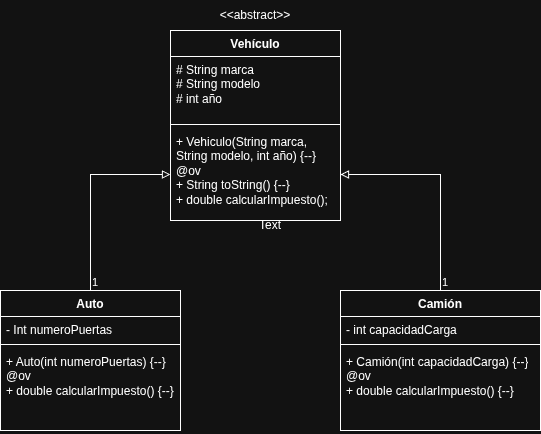 <<abstract>>
Vehículo
# String marca
# String modelo
# int año
+ Vehiculo(String marca,
String modelo, int año) {--}
@ov
+ String toString() {--}
+ double calcularImpuesto();
Text
1
1
Auto
- Int numeroPuertas
+ Auto(int numeroPuertas) {--}
@ov
+ double calcularImpuesto() {--}
Camión
- int capacidadCarga
+ Camión(int capacidadCarga) {--}
@ov
+ double calcularImpuesto() {--}